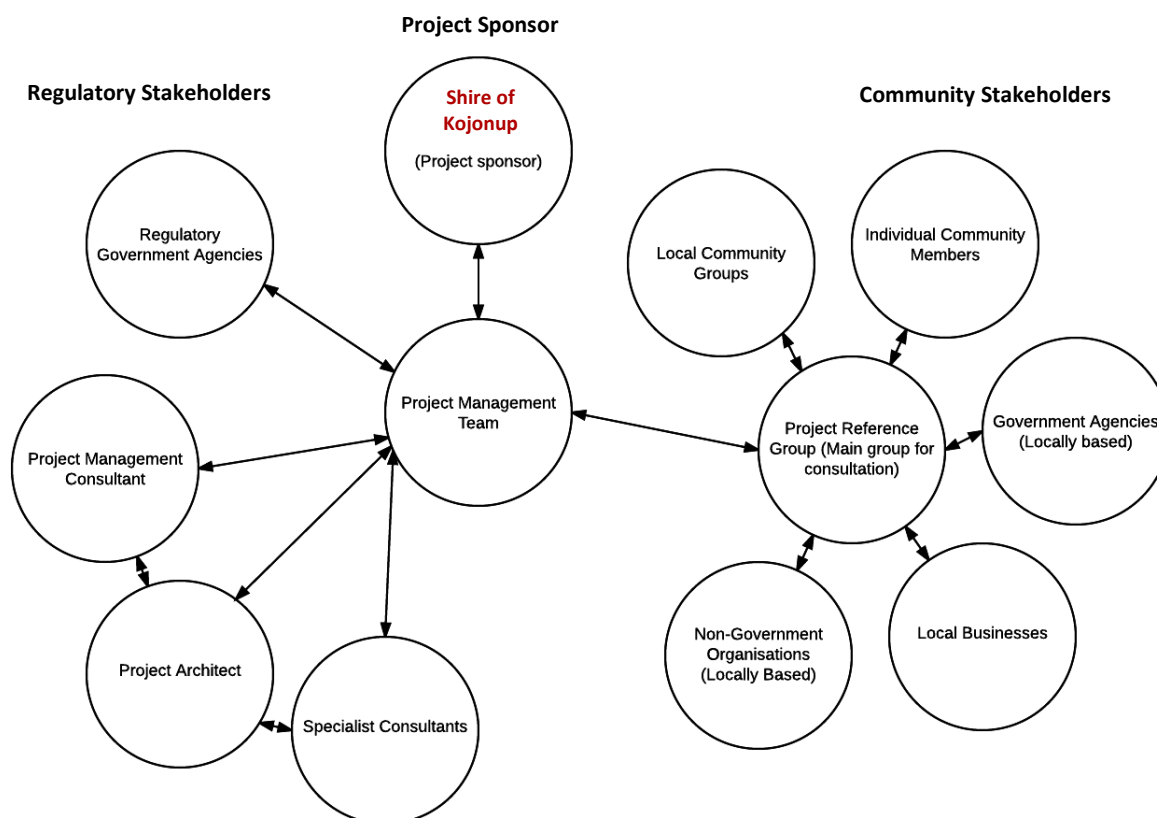 Project Sponsor
Regulatory Stakeholders
Community Stakeholders
Shire of
Kojonup
(Project sponsor)
Regulatory
Government Agencies
Local Community
Groups
Individual Community
Members
Project Management
Team
Project Reference
Group (Main group for
consultation)
Government Agencies
(Locally based)
Project Management
Consultant
Project Architect
Specialist Consultants
Non-Government
Organisations
(Locally Based)
Local Businesses